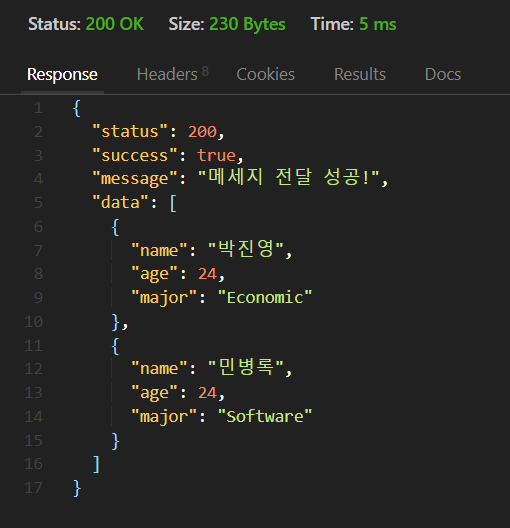 Status: 200 OK Size: 230 Bytes Time: 5 ms
Response Headers 8 Cookies Results Docs
1 {
2 "status": 200,
3 "success": true,
4 "message": "메세지 전달 성공!",
5 "data": [
6 {
7 "name": "박진영",
8 "age": 24,
9 "major": "Economic"
10 },
11 {
12 "name": "민병록",
13 "age": 24,
14 "major": "Software"
15 }
16 ]
17 }